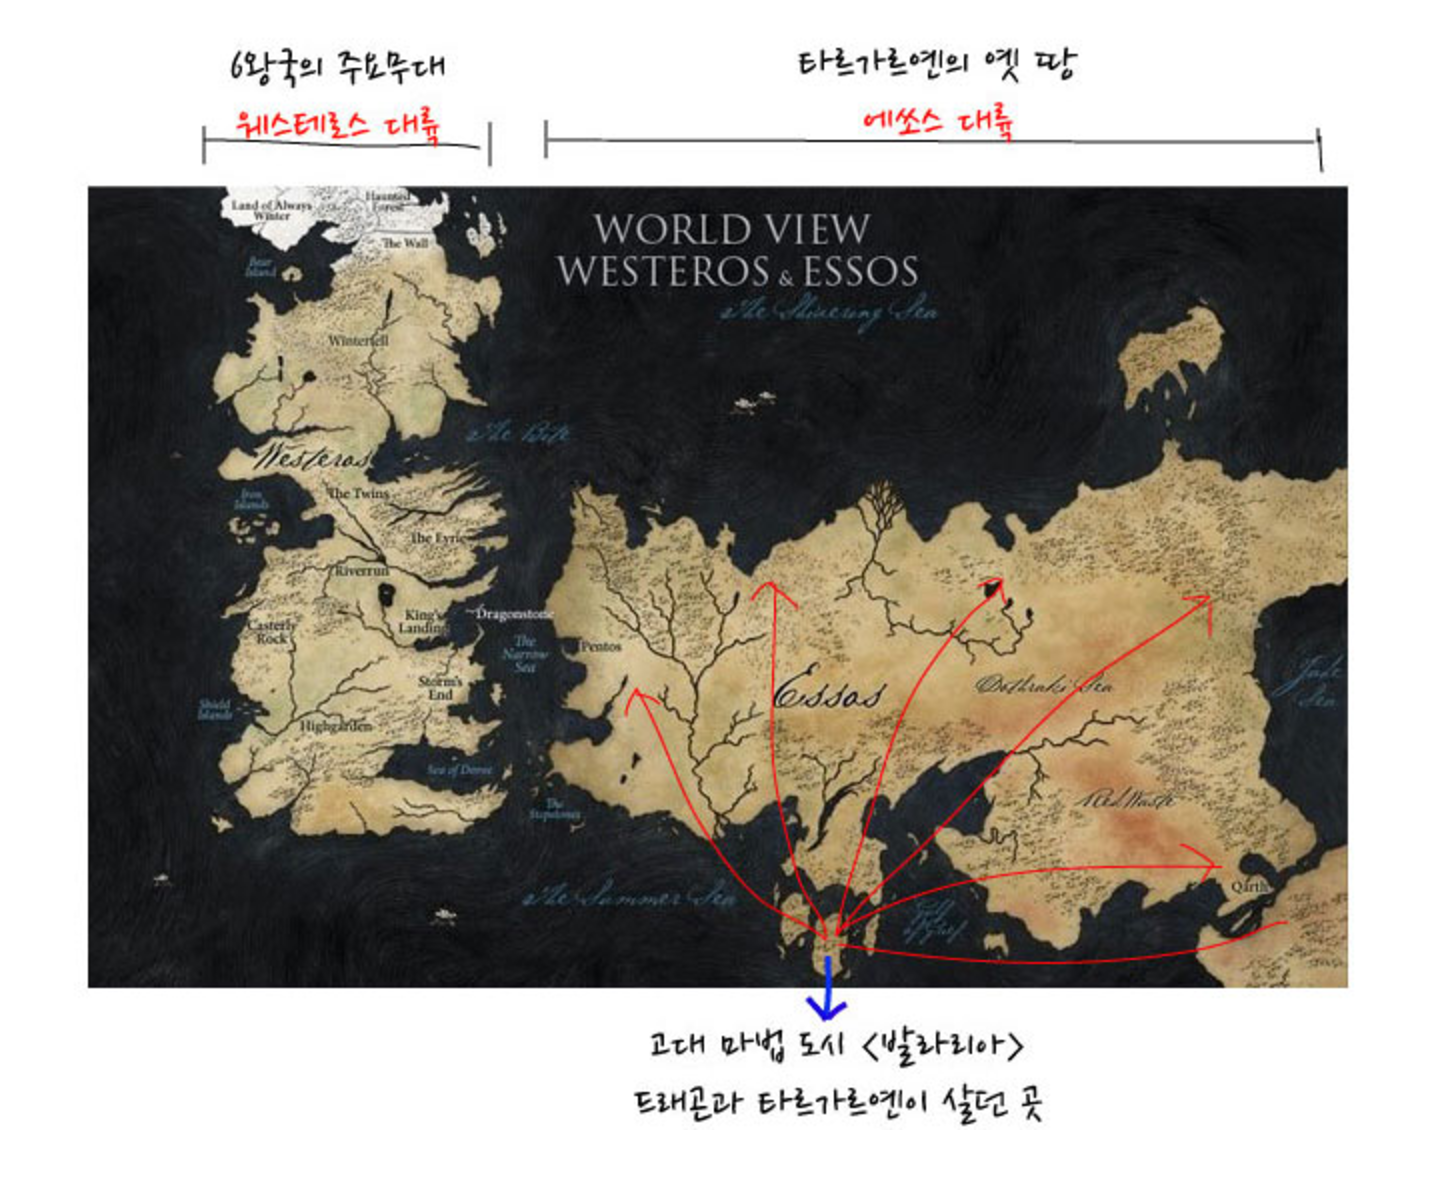 6왕국의 주요무대
타르가르옌의 옛 땅
웨스테로스 대륙
에쏘스 대륙
Land of Always
Winter
Haunted
Forest
The Wall
WORLD VIEW
WESTEROS & ESSOS
Bear
Island
The Shivering Sea
Winterfell
The Bite
Westeros
The Twins
Iron
Islands
The Eyrie
Riverrun
King's
Landing
Dragonstone
Casterly
Rock
The
Narrow
Sea
Pentos
Storm's
End
Essos
Dothraki Sea
Jade
Sea
Shield
Islands
Highgarden
Sea of Dorne
The
Stepstones
Red Waste
Qarth
The Summer Sea
고대 마법 도시 <발라리아>
드래곤과 타르가르옌이 살던 곳